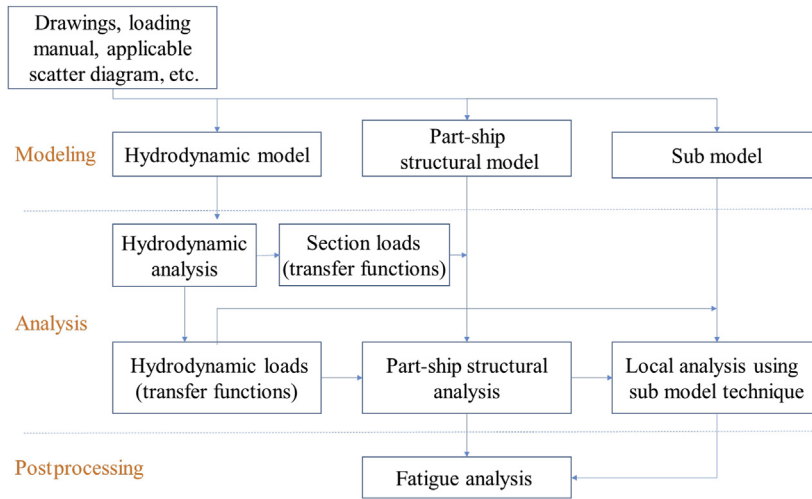 Drawings, loading
manual, applicable
scatter diagram, etc.
Modeling
Hydrodynamic model
Part-ship
structural model
Sub model
Hydrodynamic
analysis
Section loads
(transfer functions)
Analysis
Hydrodynamic loads
(transfer functions)
Part-ship structural
analysis
Local analysis using
sub model technique
Postprocessing
Fatigue analysis